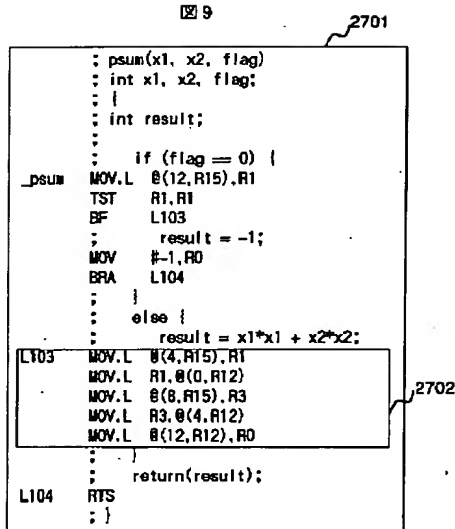 図9
2701
; psum(x1, x2, flag)
; int x1, x2, flag;
; {
; int result;
;
; if (flag == 0) {
_psum MOV.L @(12,R15),R1
TST R1,R1
BF L103
; result = -1;
MOV #-1,R0
BRA L104
; }
; else {
; result = x1*x1 + x2*x2;
L103 MOV.L @(4,R15),R1
MOV.L R1,@(0,R12)
MOV.L @(8,R15),R3
MOV.L R3,@(4,R12)
MOV.L @(12,R12),R0
2702
; }
; return(result);
L104 RTS
; }